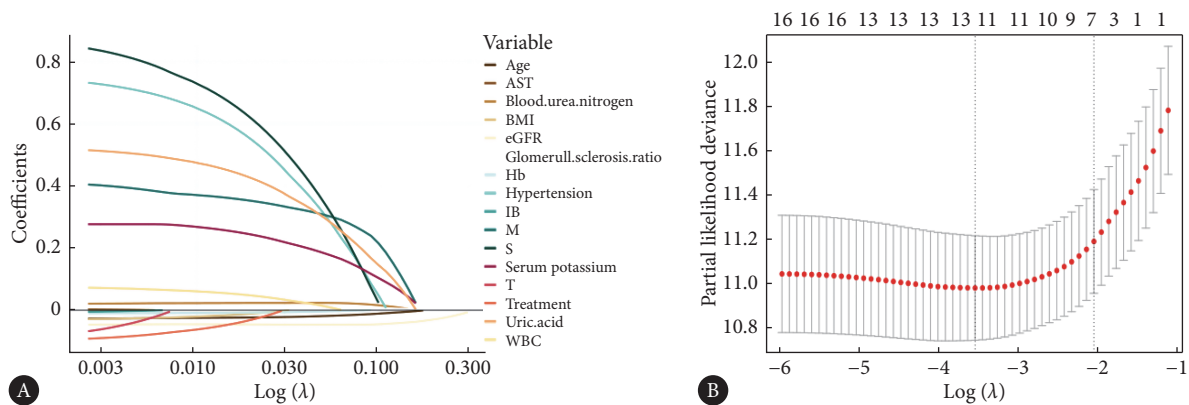 Coefficients
0.8
0.6
0.4
0.2
0
0.003 0.010 0.030 0.100 0.300
Log (λ)
Variable
Age
AST
Blood.urea.nitrogen
BMI
eGFR
Glomerull.sclerosis.ratio
Hb
Hypertension
IB
M
S
Serum potassium
T
Treatment
Uric.acid
WBC
A
16 16 16 13 13 13 13 11 11 10 9 7 3 1 1
Partial likelihood deviance
12.0
11.8
11.6
11.4
11.2
11.0
10.8
−6 −5 −4 −3 −2 −1
Log (λ)
B